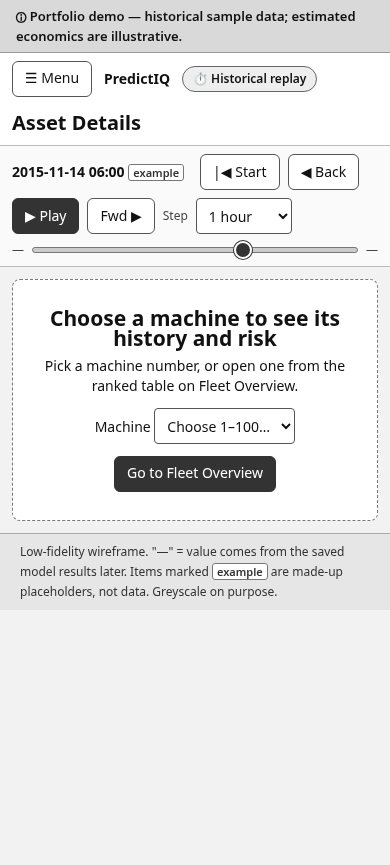 ⓘ Portfolio demo — historical sample data; estimated
economics are illustrative.
☰ Menu PredictIQ ⏱️ Historical replay
Asset Details
2015-11-14 06:00 example |◀ Start ◀ Back
▶ Play Fwd ▶ Step 1 hour
— —
Choose a machine to see its
history and risk
Pick a machine number, or open one from the
ranked table on Fleet Overview.
Machine Choose 1–100...
Go to Fleet Overview
Low-fidelity wireframe. "—" = value comes from the saved
model results later. Items marked example are made-up
placeholders, not data. Greyscale on purpose.